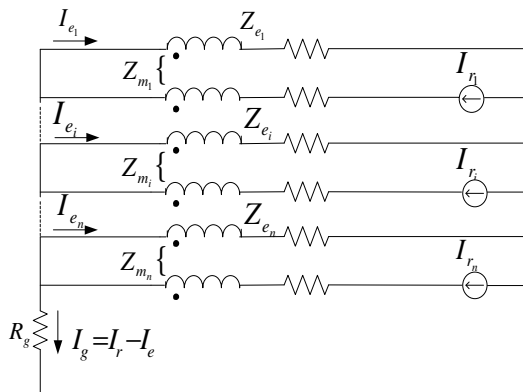 I_{e_1}
Z_{e_1}
Z_{m_1} {
I_{r_1}
I_{e_i}
Z_{e_i}
Z_{m_i} {
I_{r_i}
I_{e_n}
Z_{e_n}
Z_{m_n} {
I_{r_n}
R_g
I_g = I_r − I_e